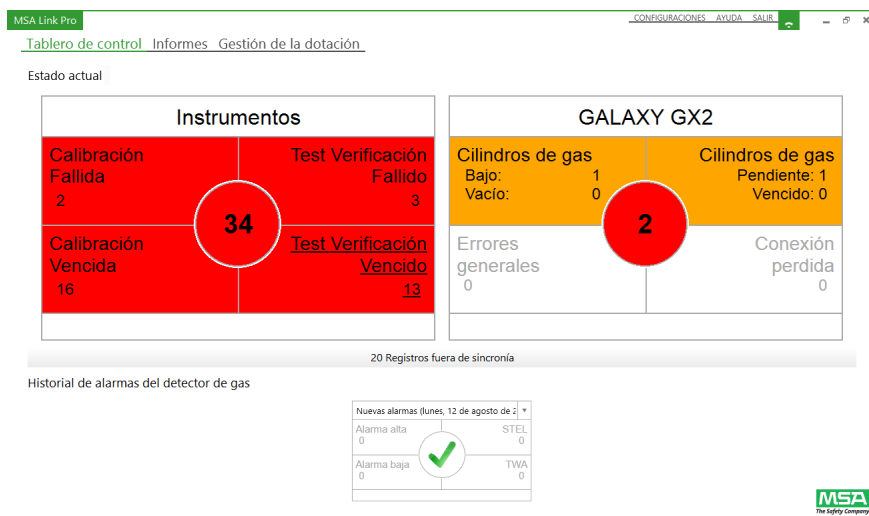 MSA Link Pro
CONFIGURACIONES AYUDA SALIR
Tablero de control Informes Gestión de la dotación
Estado actual
Instrumentos
Calibración
Fallida
2
Test Verificación
Fallido
3
34
Calibración
Vencida
16
Test Verificación
Vencido
13
GALAXY GX2
Cilindros de gas
Bajo: 1
Vacío: 0
Cilindros de gas
Pendiente: 1
Vencido: 0
2
Errores
generales
0
Conexión
perdida
0
20 Registros fuera de sincronía
Historial de alarmas del detector de gas
Nuevas alarmas (lunes, 12 de agosto de 2
Alarma alta
0
STEL
0
Alarma baja
0
TWA
0
MSA
The Safety Company